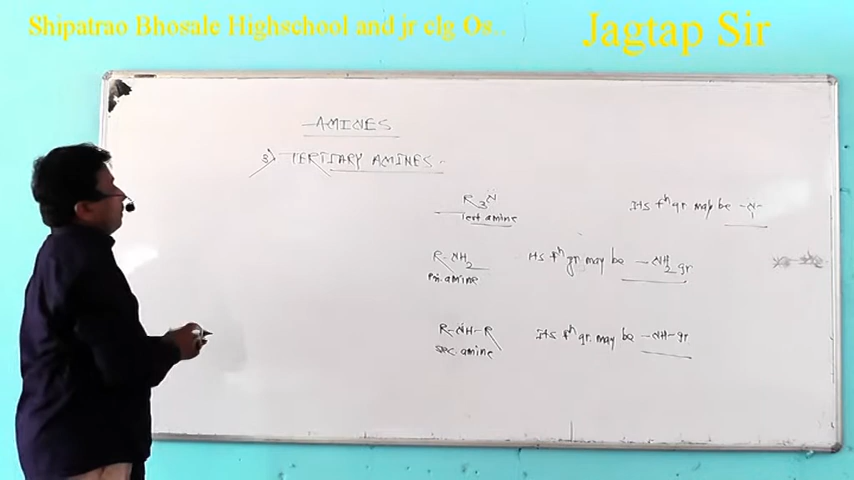 Shipatrao Bhosale Highschool and jr clg Os..
Jagtap Sir
-AMINES
3) TERTIARY AMINES.
R3N
Tert amine
Its fn gr may be -N-
R-NH2
Pri. amine
Its fn gr. may be -NH2 gr
R-NH-R
sec. amine
Its fn gr. may be -NH- gr